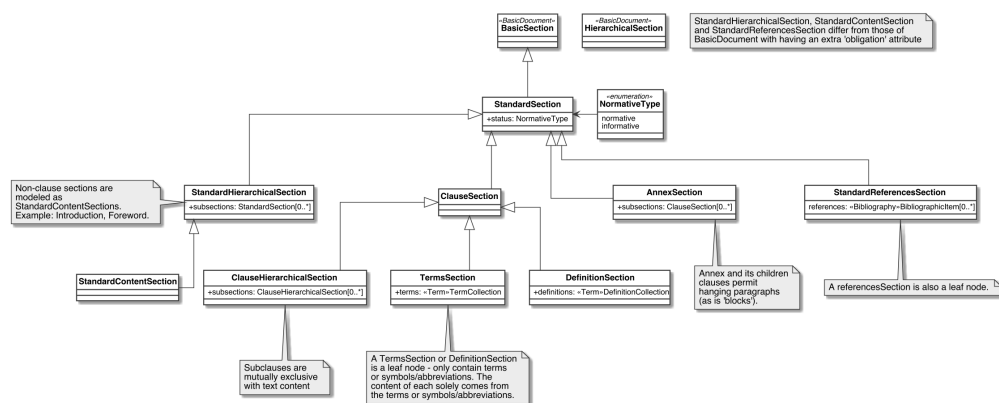 «BasicDocument»
BasicSection
«BasicDocument»
HierarchicalSection
StandardHierarchicalSection, StandardContentSection
and StandardReferencesSection differ from those of
BasicDocument with having an extra 'obligation' attribute
StandardSection
+status: NormativeType
«enumeration»
NormativeType
normative
informative
Non-clause sections are
modeled as
StandardContentSections.
Example: Introduction, Foreword.
StandardHierarchicalSection
+subsections: StandardSection[0..*]
ClauseSection
AnnexSection
+subsections: ClauseSection[0..*]
StandardReferencesSection
references: «Bibliography»BibliographicItem[0..*]
StandardContentSection
ClauseHierarchicalSection
+subsections: ClauseHierarchicalSection[0..*]
TermsSection
+terms: «Term»TermCollection
DefinitionSection
+definitions: «Term»DefinitionCollection
Annex and its children
clauses permit
hanging paragraphs
(as is 'blocks').
A referencesSection is also a leaf node.
Subclauses are
mutually exclusive
with text content
A TermsSection or DefinitionSection
is a leaf node - only contain terms
or symbols/abbreviations. The
content of each solely comes from
the terms or symbols/abbreviations.